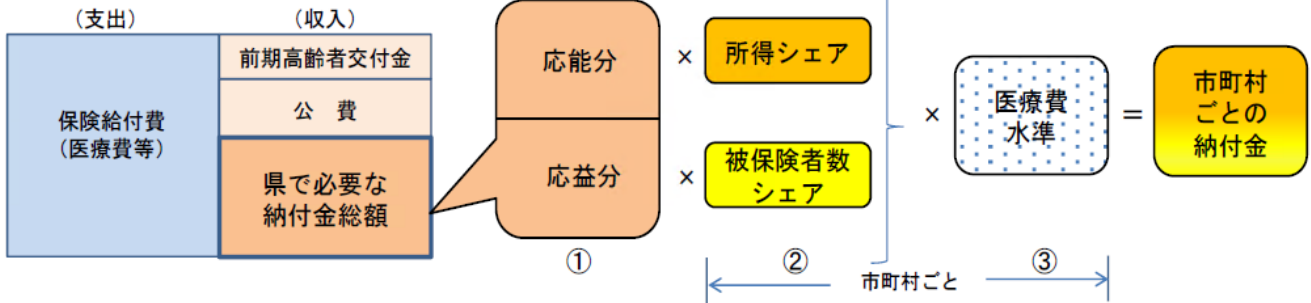 （支出）
（収入）
保険給付費
（医療費等）
前期高齢者交付金
公　費
県で必要な
納付金総額
応能分
応益分
①
×
所得シェア
×
被保険者数
シェア
②
×
医療費
水準
③
市町村ごと
＝
市町村
ごとの
納付金